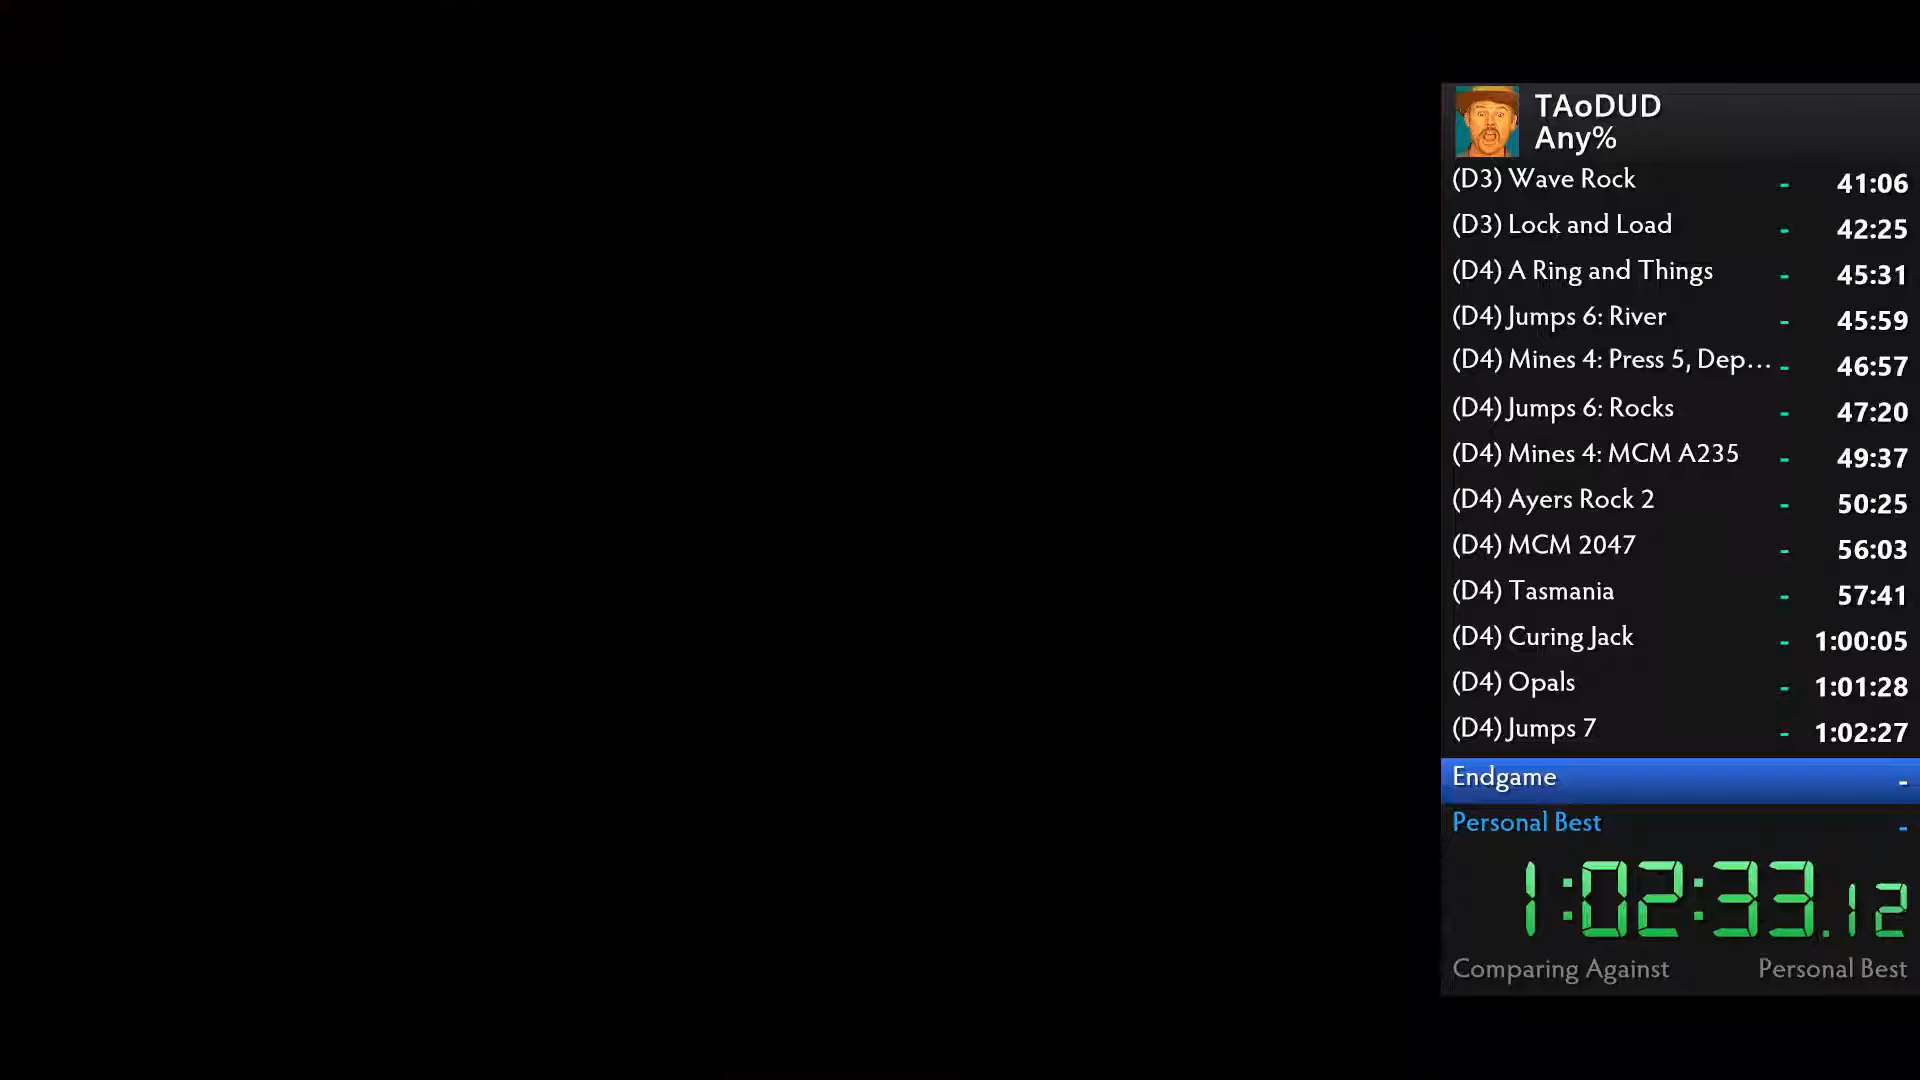 TAoDUD
Any%
(D3) Wave Rock - 41:06
(D3) Lock and Load - 42:25
(D4) A Ring and Things - 45:31
(D4) Jumps 6: River - 45:59
(D4) Mines 4: Press 5, Dep... - 46:57
(D4) Jumps 6: Rocks - 47:20
(D4) Mines 4: MCM A235 - 49:37
(D4) Ayers Rock 2 - 50:25
(D4) MCM 2047 - 56:03
(D4) Tasmania - 57:41
(D4) Curing Jack - 1:00:05
(D4) Opals - 1:01:28
(D4) Jumps 7 - 1:02:27
Endgame -
Personal Best -
1:02:33.12
Comparing Against Personal Best